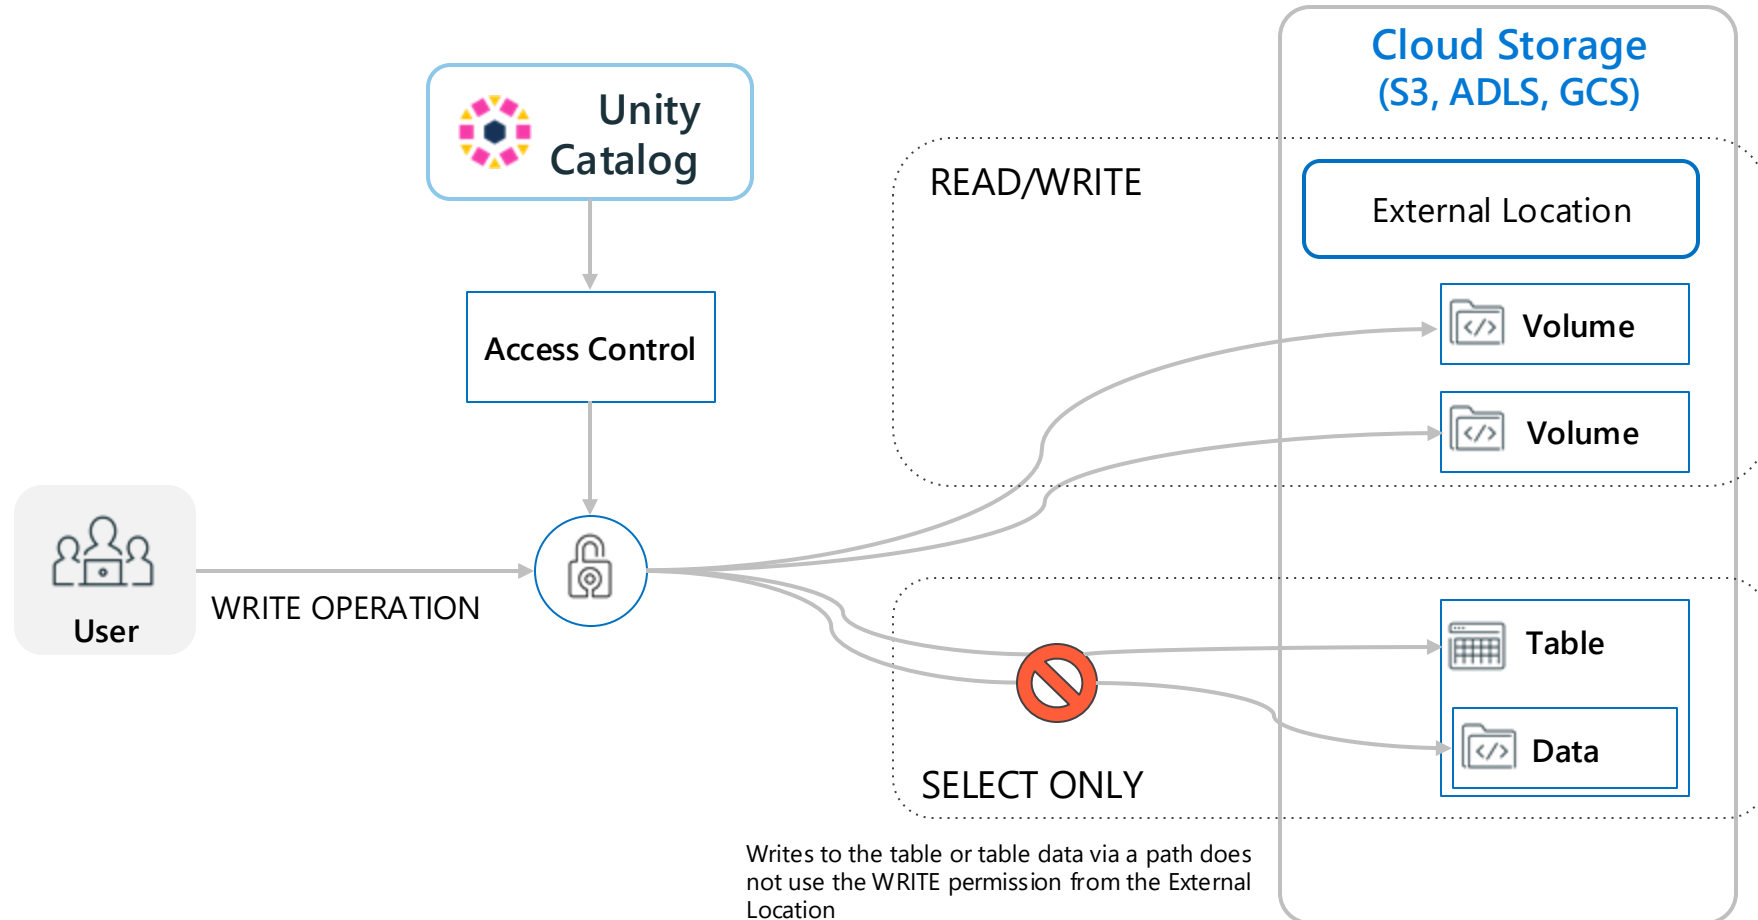 Cloud Storage
(S3, ADLS, GCS)
Unity
Catalog
READ/WRITE
External Location
Access Control
Volume
Volume
User
WRITE OPERATION
Table
Data
SELECT ONLY
Writes to the table or table data via a path does
not use the WRITE permission from the External
Location